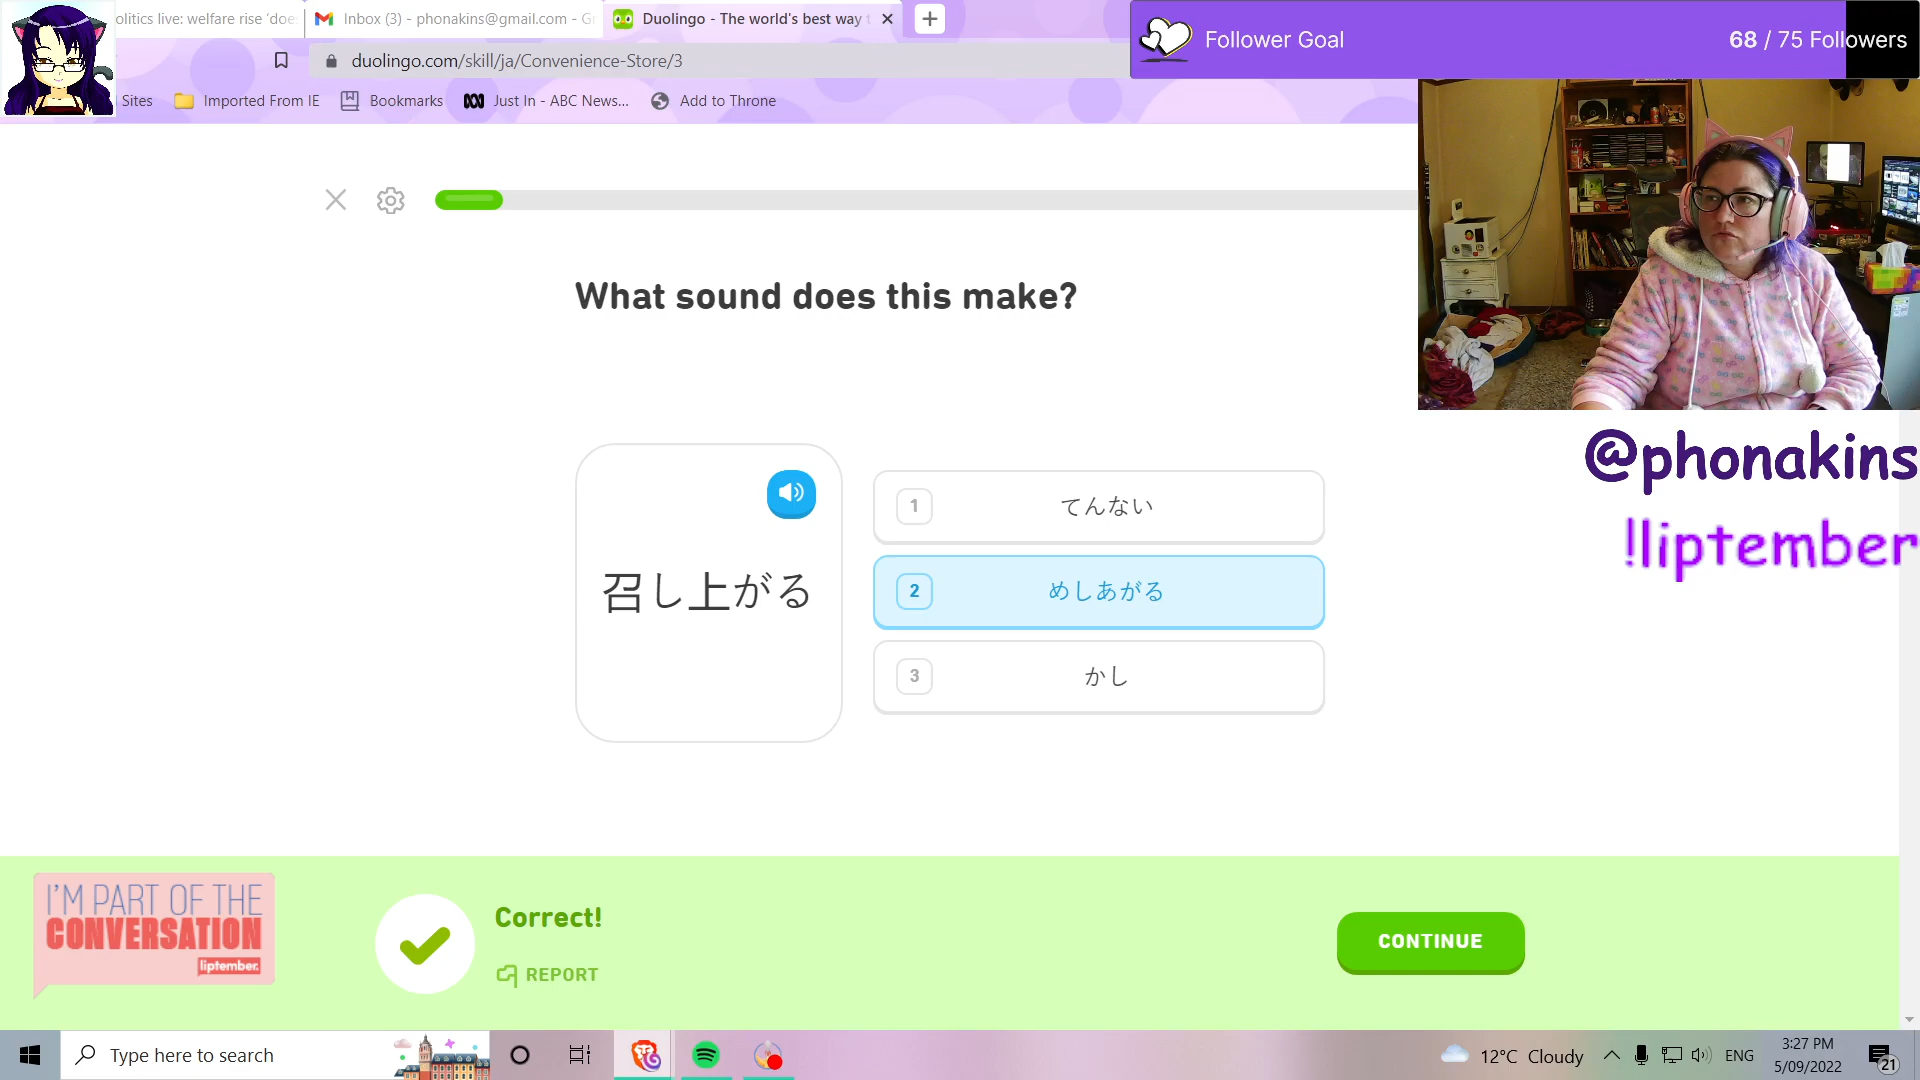 olitics live: welfare rise ‘doe
Inbox (3) - phonakins@gmail.com - Gr
Duolingo - The world's best way t
Follower Goal
68 / 75 Followers
duolingo.com/skill/ja/Convenience-Store/3
Sites
Imported From IE
Bookmarks
Just In - ABC News...
Add to Throne
What sound does this make?
@phonakins
!liptember
召し上がる
1
てんない
2
めしあがる
3
かし
I'M PART OF THE
CONVERSATION
liptember.
Correct!
REPORT
CONTINUE
Type here to search
12°C Cloudy
ENG
3:27 PM
5/09/2022
21